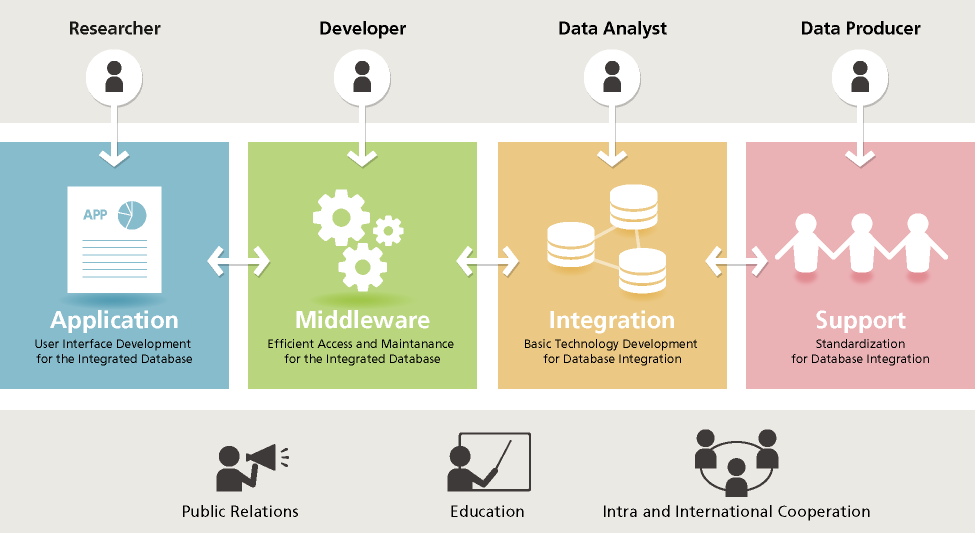 Researcher
Developer
Data Analyst
Data Producer
APP
Application
User Interface Development
for the Integrated Database
Middleware
Efficient Access and Maintanance
for the Integrated Database
Integration
Basic Technology Development
for Database Integration
Support
Standardization
for Database Integration
Public Relations
Education
Intra and International Cooperation